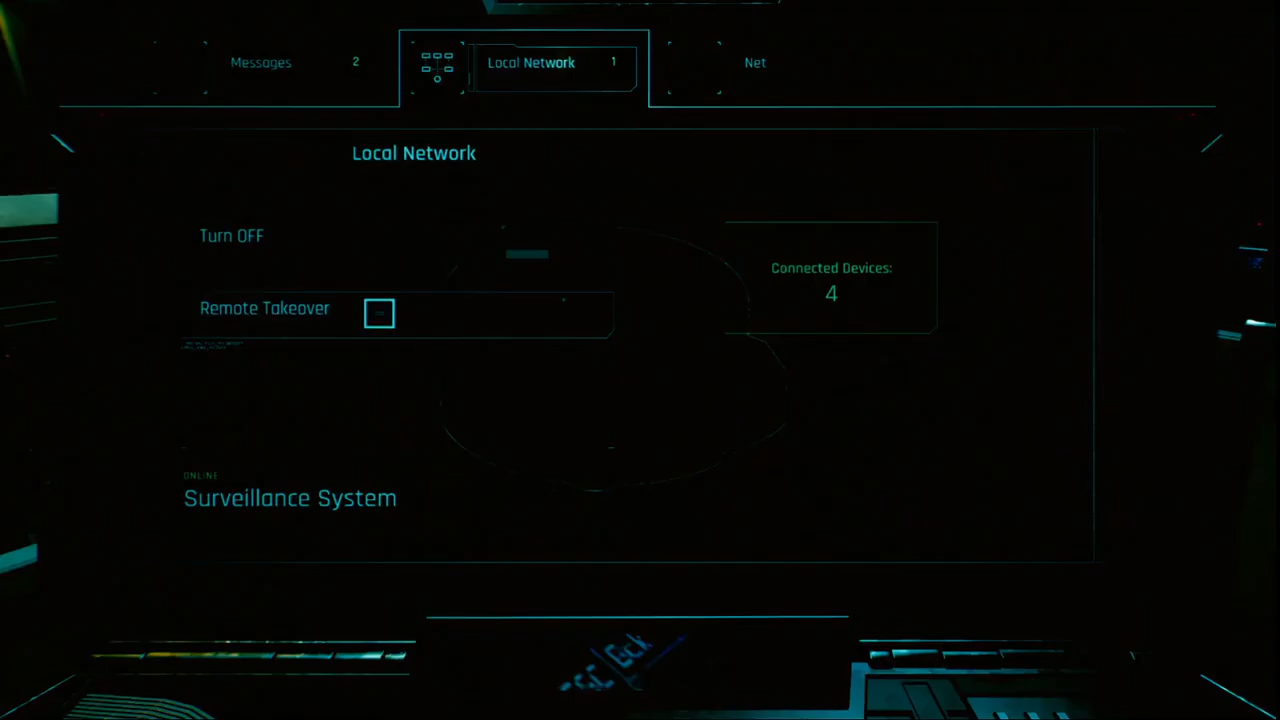 Messages 2
Local Network 1
Net
Local Network
Turn OFF
Connected Devices:
4
Remote Takeover
ONLINE
Surveillance System